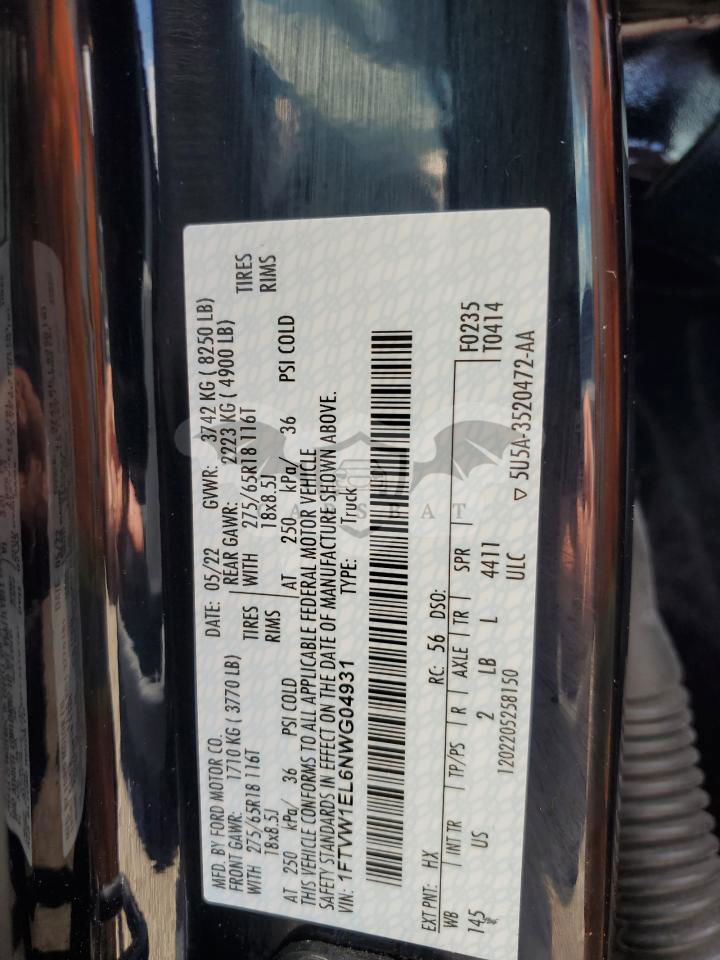 MFD. BY FORD MOTOR CO.
DATE: 05/22 GVWR: 3742 KG ( 8250 LB)
FRONT GAWR: 1710 KG ( 3770 LB) REAR GAWR: 2223 KG ( 4900 LB)
WITH 275/65R18 116T TIRES WITH 275/65R18 116T TIRES
18x8.5J RIMS 18x8.5J RIMS
AT 250 kPa/ 36 PSI COLD AT 250 kPa/ 36 PSI COLD
THIS VEHICLE CONFORMS TO ALL APPLICABLE FEDERAL MOTOR VEHICLE
SAFETY STANDARDS IN EFFECT ON THE DATE OF MANUFACTURE SHOWN ABOVE.
VIN: 1FTVW1EL6NWG04931 TYPE: Truck
EXT PNT: HX RC: 56 DSO: F0235
WB INT TR TP/PS R AXLE TR SPR T0414
145 US 2 LB L 4411
1202205258150 ULC
▽ 5U5A-3520472-AA